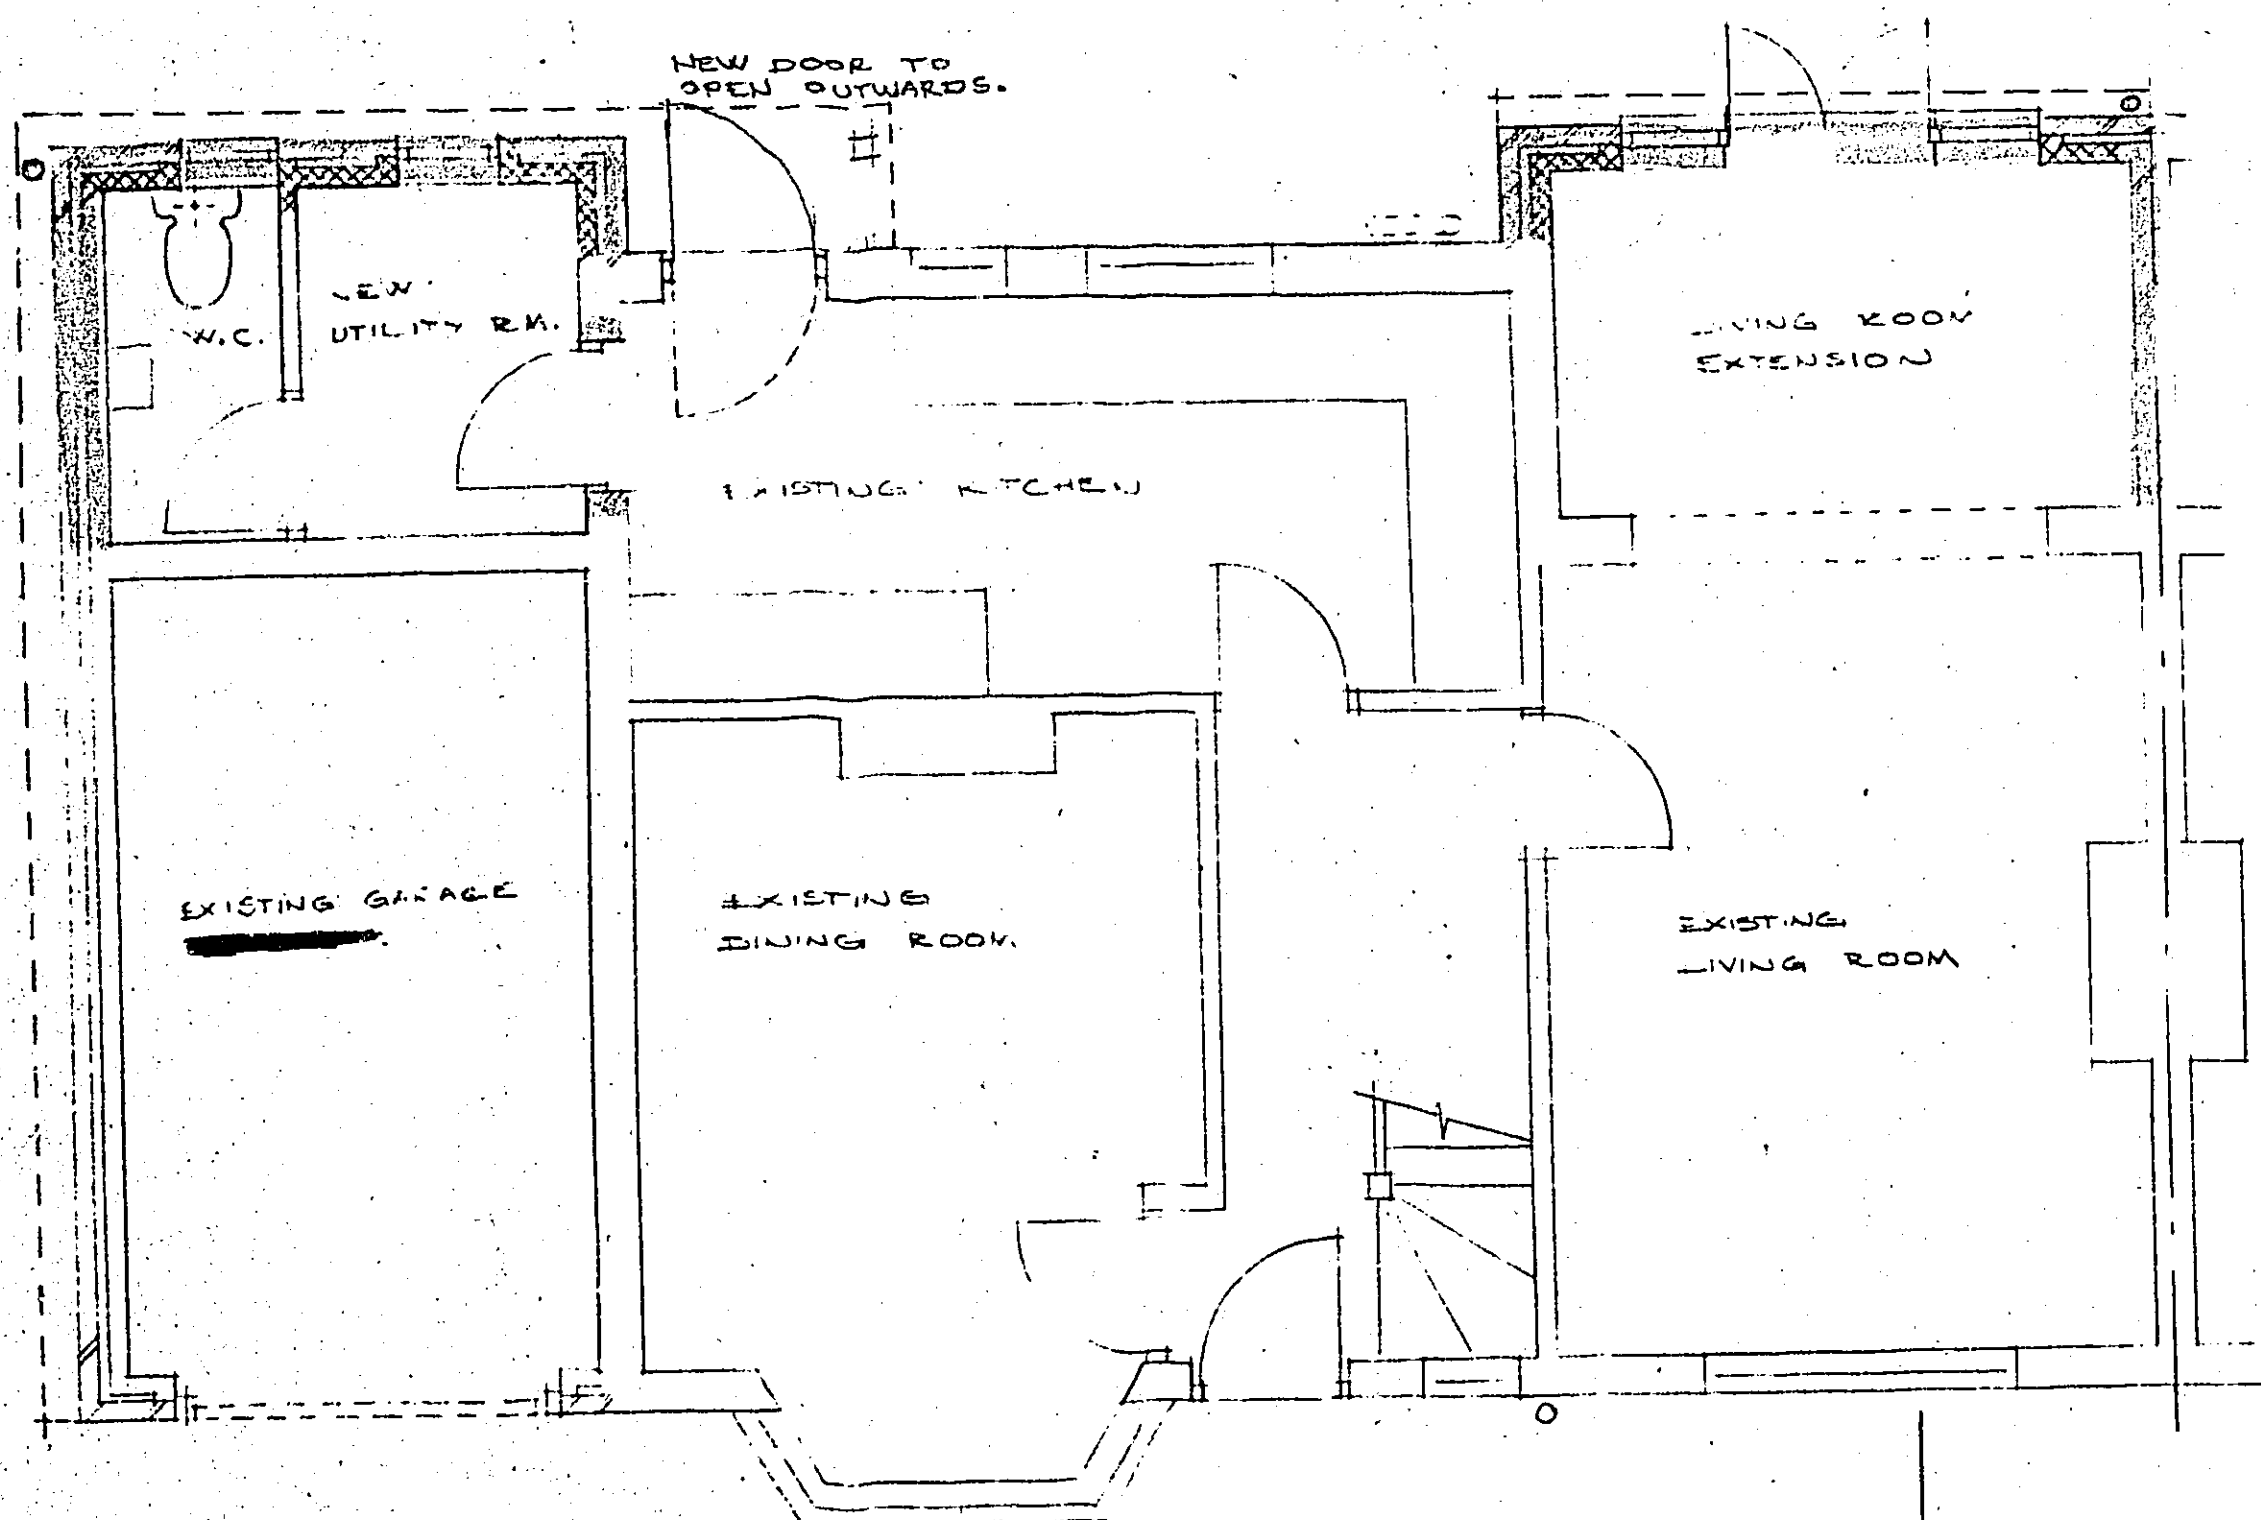 NEW DOOR TO
OPEN OUTWARDS.
NEW
UTILITY RM.
W.C.
LIVING ROOM
EXTENSION
EXISTING KITCHEN
EXISTING GARAGE
EXISTING
DINING ROOM.
EXISTING
LIVING ROOM